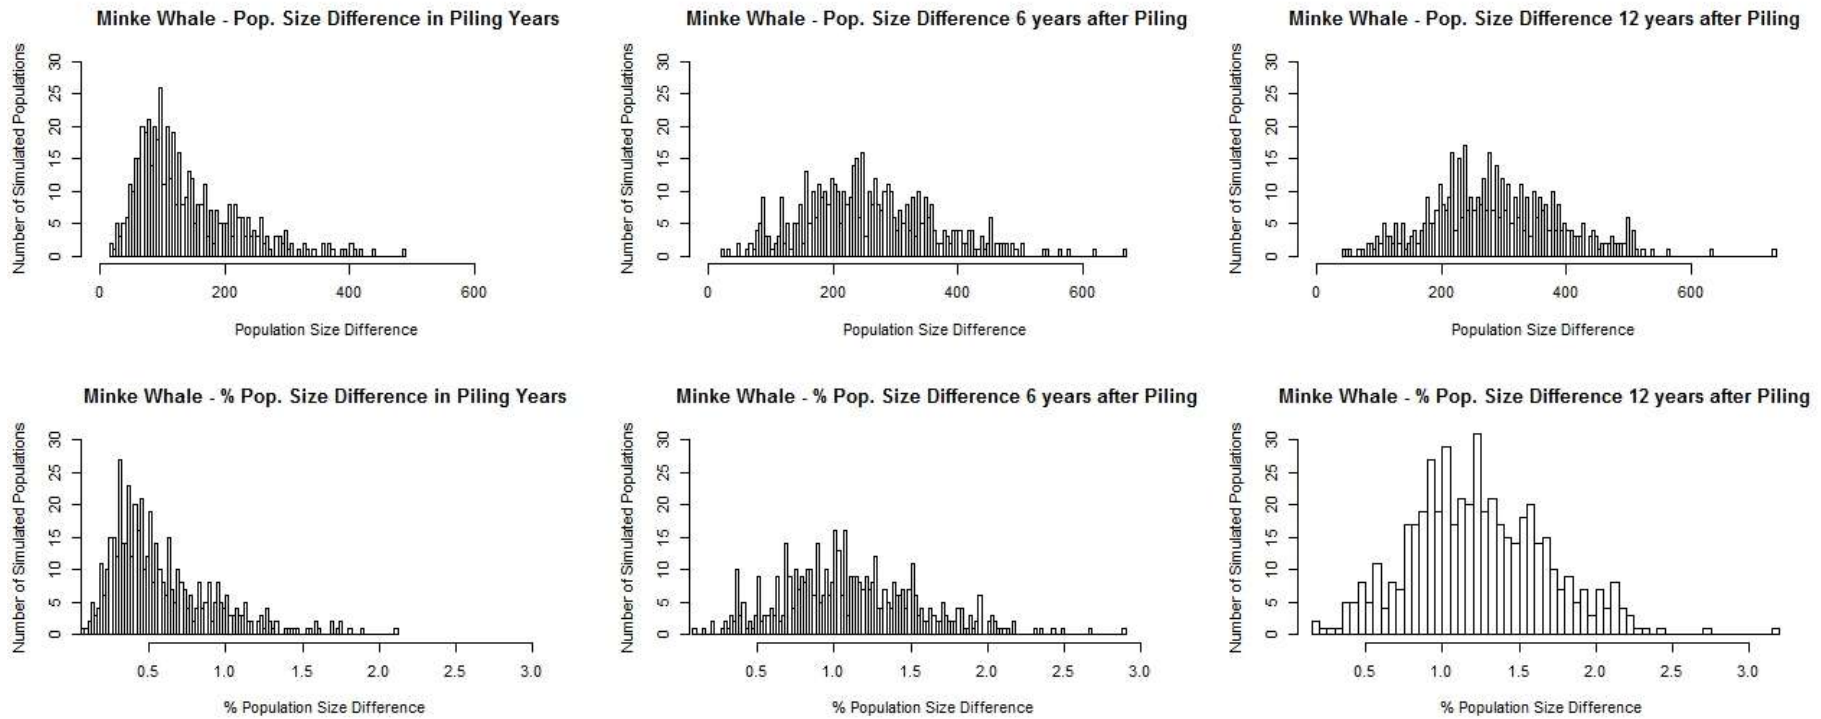 Minke Whale - Pop. Size Difference in Piling Years
Number of Simulated Populations
30
25
20
15
10
5
0
0 200 400 600
Population Size Difference
Minke Whale - Pop. Size Difference 6 years after Piling
Number of Simulated Populations
30
25
20
15
10
5
0
0 200 400 600
Population Size Difference
Minke Whale - Pop. Size Difference 12 years after Piling
Number of Simulated Populations
30
25
20
15
10
5
0
0 200 400 600
Population Size Difference
Minke Whale - % Pop. Size Difference in Piling Years
Number of Simulated Populations
30
25
20
15
10
5
0
0.5 1.0 1.5 2.0 2.5 3.0
% Population Size Difference
Minke Whale - % Pop. Size Difference 6 years after Piling
Number of Simulated Populations
30
25
20
15
10
5
0
0.5 1.0 1.5 2.0 2.5 3.0
% Population Size Difference
Minke Whale - % Pop. Size Difference 12 years after Piling
Number of Simulated Populations
30
25
20
15
10
5
0
0.5 1.0 1.5 2.0 2.5 3.0
% Population Size Difference